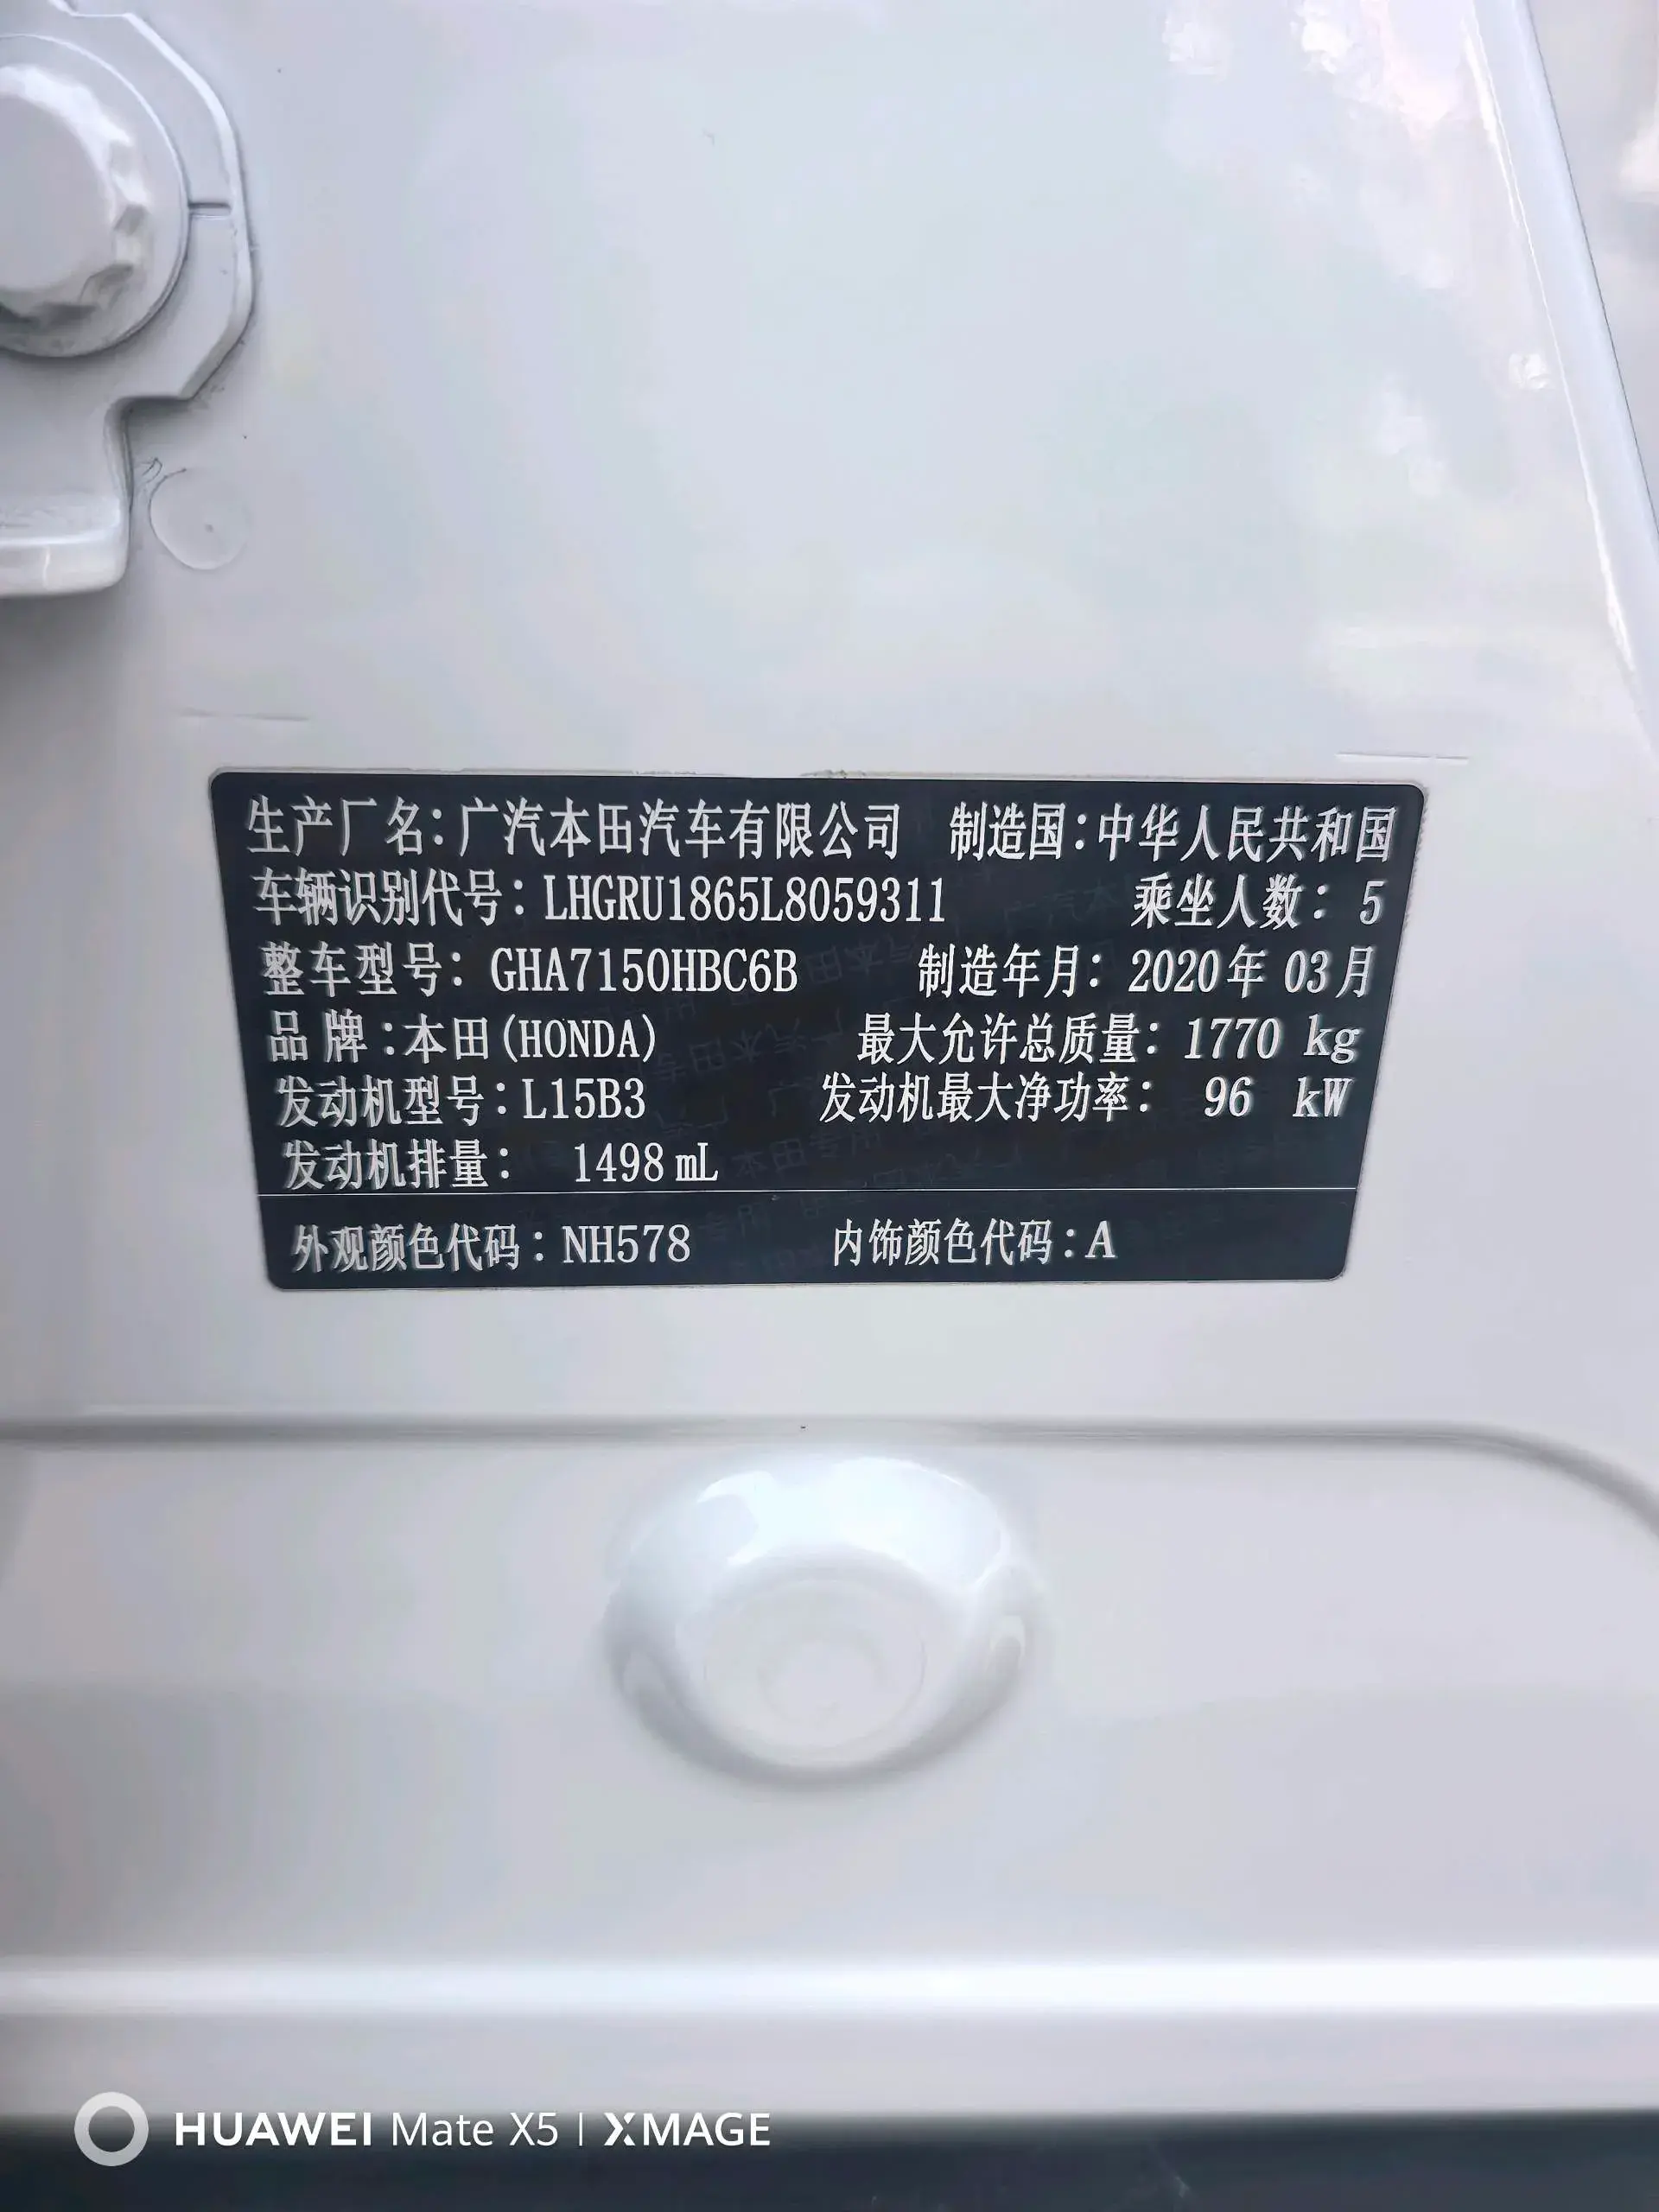 生产厂名：广汽本田汽车有限公司 制造国：中华人民共和国
车辆识别代号：LHGRU1865L8059311 乘坐人数：5
整车型号：GHA7150HBC6B 制造年月：2020年 03月
品 牌：本田(HONDA) 最大允许总质量：1770 kg
发动机型号：L15B3 发动机最大净功率： 96 kW
发动机排量： 1498 mL
外观颜色代码：NH578 内饰颜色代码：A
HUAWEI Mate X5 | XMAGE